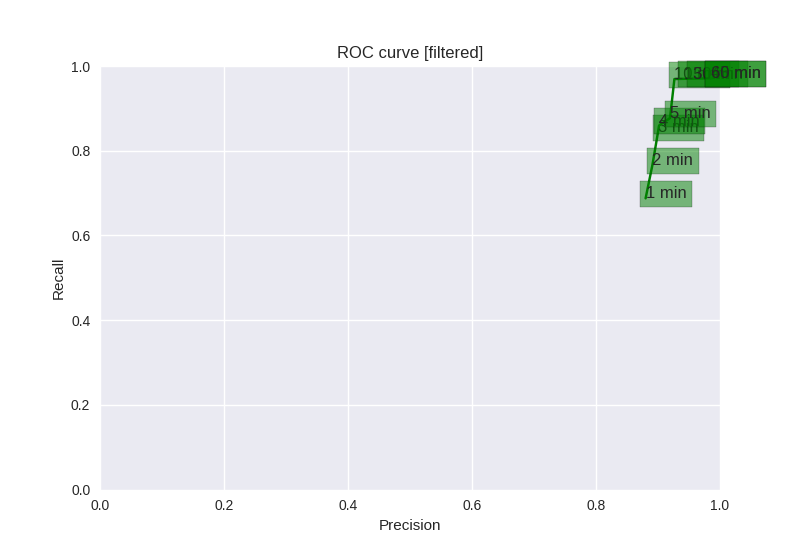 ROC curve [filtered]
1.0
60 min
5 min
4 min
3 min
0.8
2 min
1 min
0.6
Recall
0.4
0.2
0.0
0.0 0.2 0.4 0.6 0.8 1.0
Precision